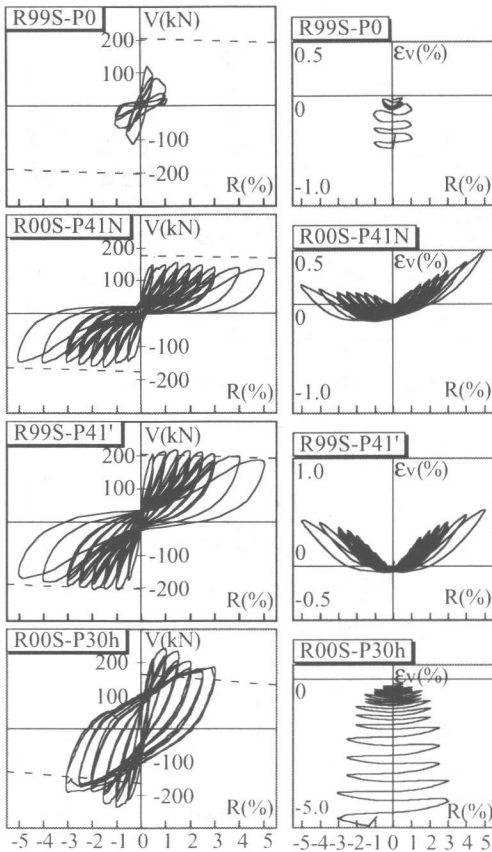 R99S-P0 V(kN)
200
100
-100
-200
R(%)
R99S-P0
εv(%)
0.5
0
-1.0
R(%)
R00S-P41N V(kN)
200
100
-100
-200
R(%)
R00S-P41N
0.5 εv(%)
0
-1.0
R(%)
R99S-P41' V(kN)
200
100
-100
-200
R(%)
R99S-P41'
1.0 εv(%)
0
-0.5 R(%)
R00S-P30h V(kN)
200
100
-100
-200
R(%)
-5 -4 -3 -2 -1 0 1 2 3 4 5
R00S-P30h
0 εv(%)
-5.0 R(%)
-5 -4 -3 -2 -1 0 1 2 3 4 5